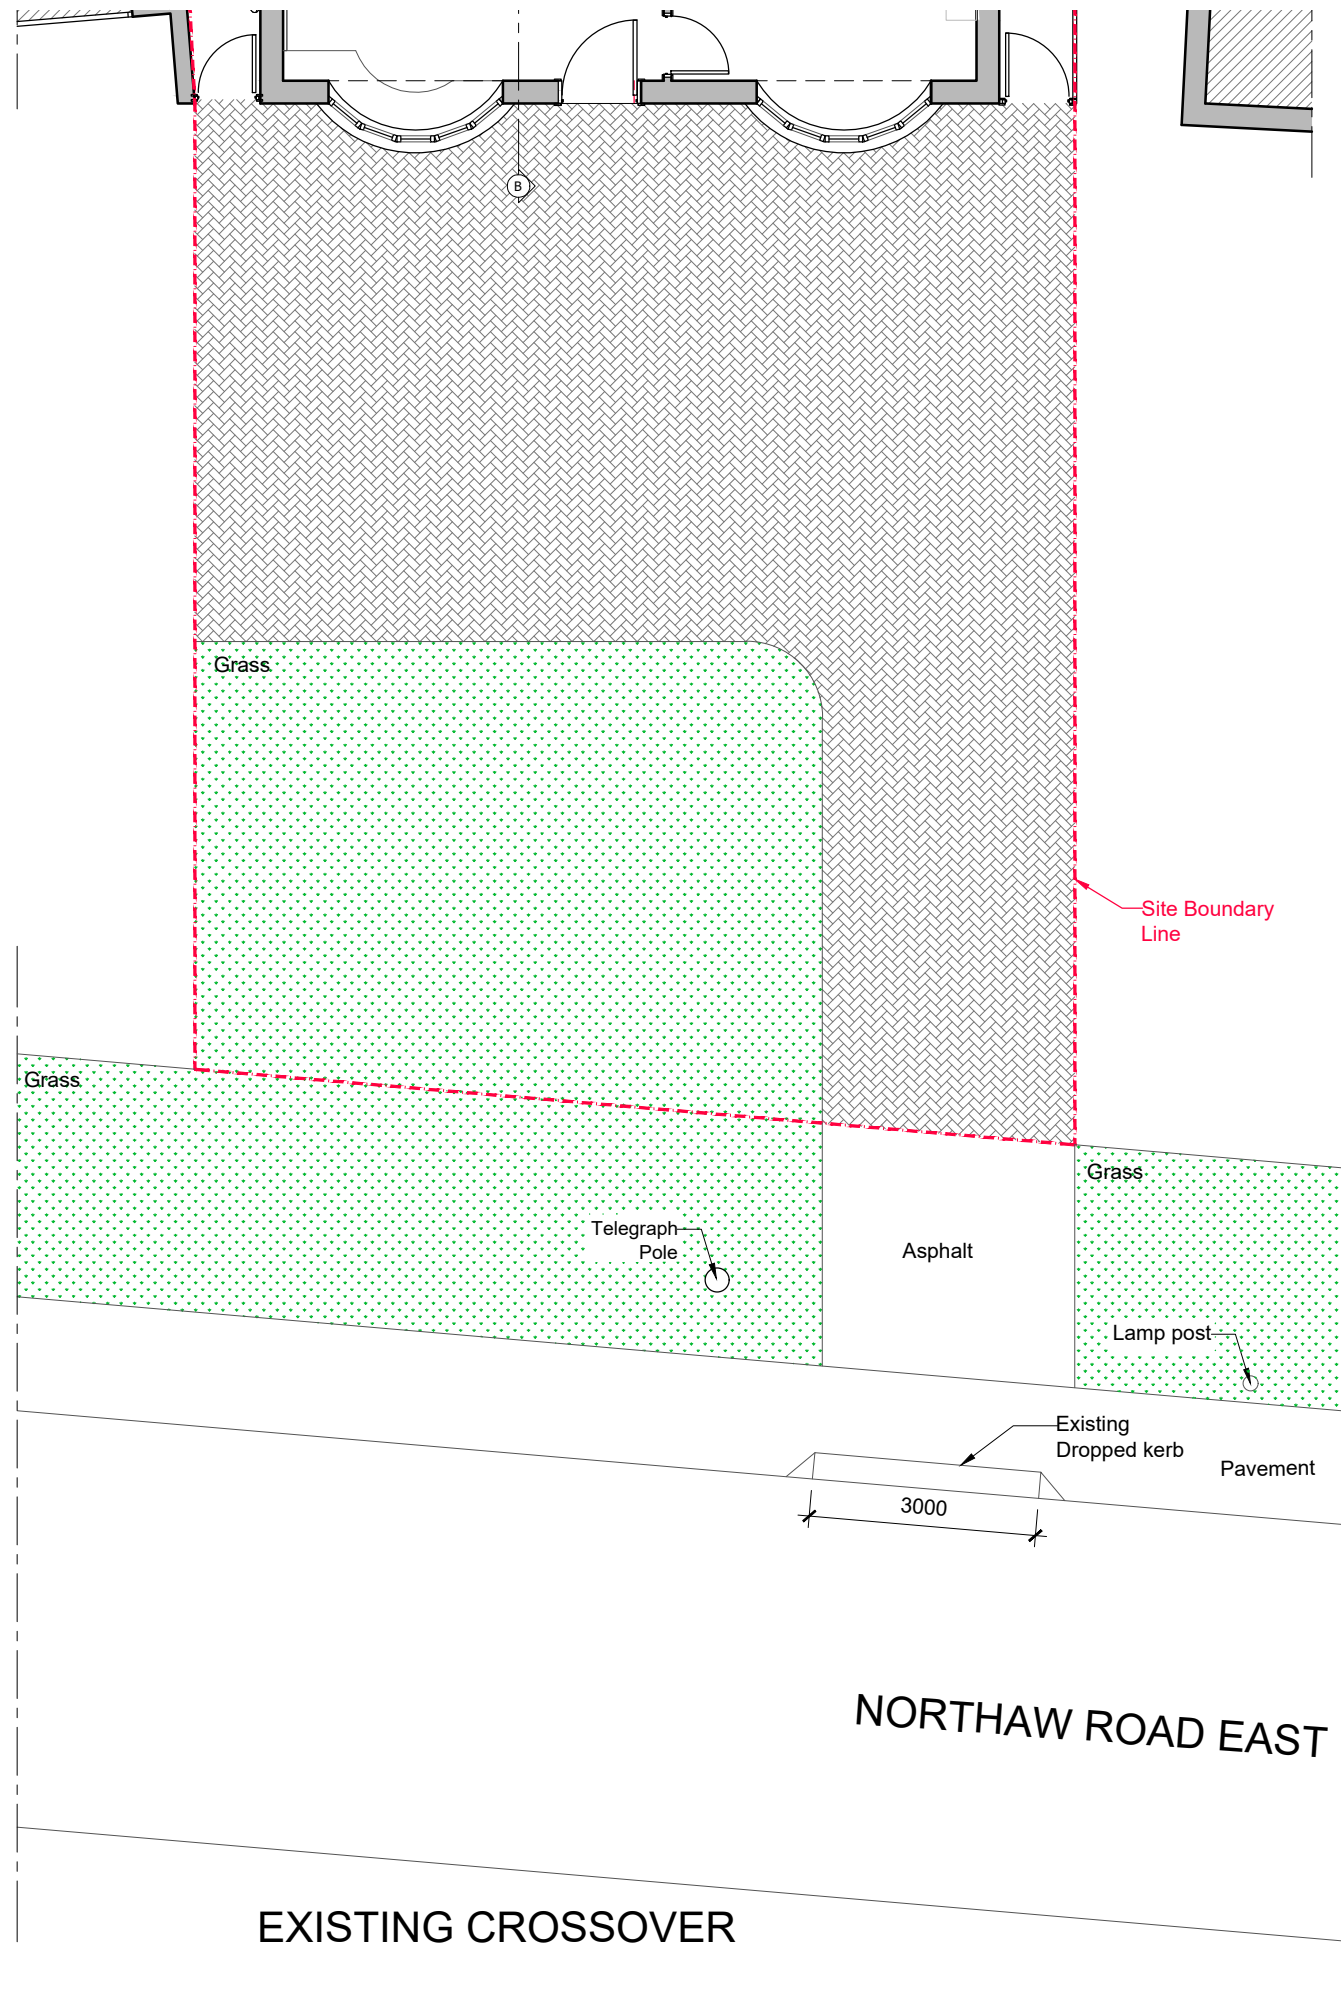 B
Grass
Site Boundary
Line
Grass
Grass
Telegraph
Pole
Asphalt
Lamp post
Existing
Dropped kerb
Pavement
3000
NORTHAW ROAD EAST
EXISTING CROSSOVER